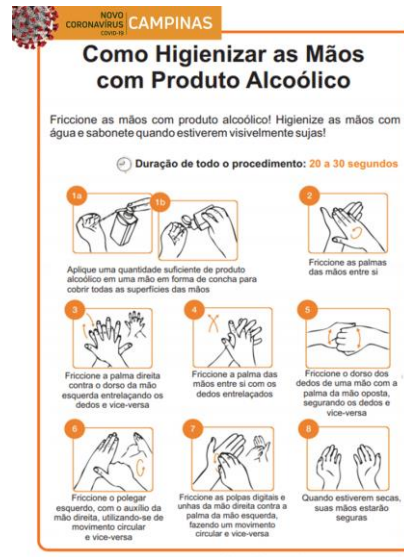 NOVO
CORONAVÍRUS
COVID-19
CAMPINAS
Como Higienizar as Mãos
com Produto Alcoólico
Friccione as mãos com produto alcoólico! Higienize as mãos com
água e sabonete quando estiverem visivelmente sujas!
Duração de todo o procedimento: 20 a 30 segundos
1a
1b
Aplique uma quantidade suficiente de produto
alcoólico em uma mão em forma de concha para
cobrir todas as superfícies das mãos
2
Friccione as palmas
das mãos entre si
3
Friccione a palma direita
contra o dorso da mão
esquerda entrelaçando os
dedos e vice-versa
4
Friccione a palma das
mãos entre si com os
dedos entrelaçados
5
Friccione o dorso dos
dedos de uma mão com a
palma da mão oposta,
segurando os dedos e
vice-versa
6
Friccione o polegar
esquerdo, com o auxílio da
mão direita, utilizando-se de
movimento circular
e vice-versa
7
Friccione as polpas digitais e
unhas da mão direita contra a
palma da mão esquerda,
fazendo um movimento
circular e vice-versa
8
Quando estiverem secas,
suas mãos estarão
seguras